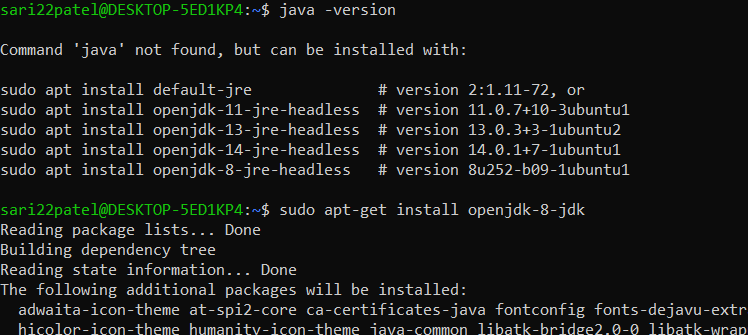 sari22patel@DESKTOP-5ED1KP4:~$ java -version
Command 'java' not found, but can be installed with:
sudo apt install default-jre              # version 2:1.11-72, or
sudo apt install openjdk-11-jre-headless  # version 11.0.7+10-3ubuntu1
sudo apt install openjdk-13-jre-headless  # version 13.0.3+3-1ubuntu2
sudo apt install openjdk-14-jre-headless  # version 14.0.1+7-1ubuntu1
sudo apt install openjdk-8-jre-headless   # version 8u252-b09-1ubuntu1
sari22patel@DESKTOP-5ED1KP4:~$ sudo apt-get install openjdk-8-jdk
Reading package lists... Done
Building dependency tree
Reading state information... Done
The following additional packages will be installed:
  adwaita-icon-theme at-spi2-core ca-certificates-java fontconfig fonts-dejavu-extr
  hicolor-icon-theme humanity-icon-theme java-common libatk-bridge2.0-0 libatk-wrap